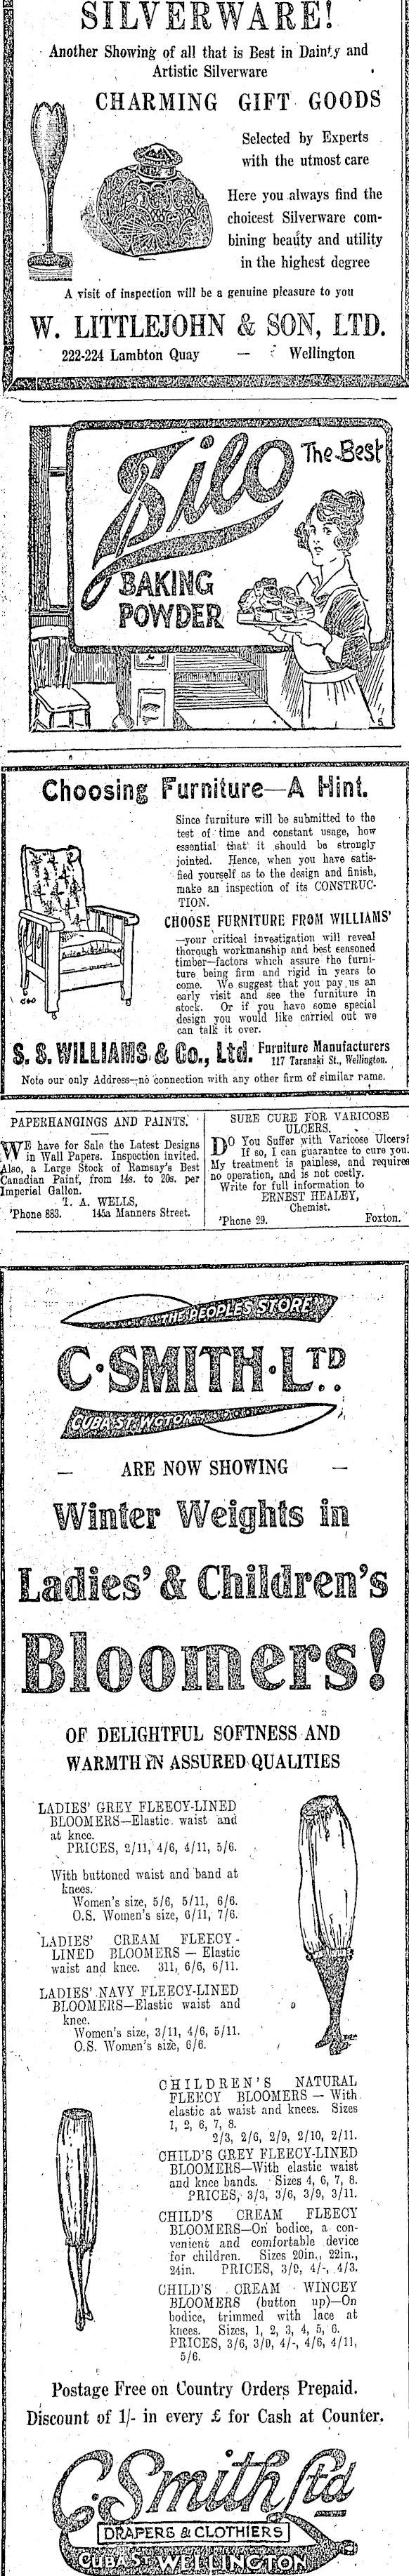 SILVERWARE!
Another Showing of all that is Best in Dainty and
Artistic Silverware
CHARMING GIFT GOODS
Selected by Experts
with the utmost care
Here you always find the
choicest Silverware com-
bining beauty and utility
in the highest degree
A visit of inspection will be a genuine pleasure to you
W. LITTLEJOHN & SON, LTD.
222-224 Lambton Quay — Wellington
Silo The Best
BAKING
POWDER
Choosing Furniture—A Hint.
Since furniture will be submitted to the
test of time and constant usage, how
essential that it should be strongly
jointed. Hence, when you have satis-
fied yourself as to the design and finish,
make an inspection of its CONSTRUC-
TION.
CHOOSE FURNITURE FROM WILLIAMS'
—your critical investigation will reveal
thorough workmanship and best seasoned
timber—factors which assure the furni-
ture being firm and rigid in years to
come. We suggest that you pay us an
early visit and see the furniture in
stock. Or if you have some special
design you would like carried out we
can talk it over.
S. S. WILLIAMS & Co., Ltd. Furniture Manufacturers
117 Taranaki St., Wellington.
Note our only Address—no connection with any other firm of similar name.
PAPERHANGINGS AND PAINTS.
WE have for Sale the Latest Designs
in Wall Papers. Inspection invited.
Also, a Large Stock of Ramsay's Best
Canadian Paint, from 14s. to 20s. per
Imperial Gallon.
T. A. WELLS,
'Phone 883. 145a Manners Street.
SURE CURE FOR VARICOSE
ULCERS.
DO You Suffer with Varicose Ulcers?
If so, I can guarantee to cure you.
My treatment is painless, and requires
no operation, and is not costly.
Write for full information to
ERNEST HEALEY,
Chemist.
'Phone 29. Foxton.
THE PEOPLES STORE
C. SMITH. LTD.
CUBA ST. WGTON
— ARE NOW SHOWING —
Winter Weights in
Ladies' & Children's
Bloomers!
OF DELIGHTFUL SOFTNESS AND
WARMTH IN ASSURED QUALITIES
LADIES' GREY FLEECY-LINED
BLOOMERS—Elastic waist and
at knee.
PRICES, 2/11, 4/6, 4/11, 5/6.
With buttoned waist and band at
knees.
Women's size, 5/6, 5/11, 6/6.
O.S. Women's size, 6/11, 7/6.
LADIES' CREAM FLEECY-
LINED BLOOMERS — Elastic
waist and knee. 311, 6/6, 6/11.
LADIES' NAVY FLEECY-LINED
BLOOMERS—Elastic waist and
knee.
Women's size, 3/11, 4/6, 5/11.
O.S. Women's size, 6/6.
CHILDREN'S NATURAL
FLEECY BLOOMERS — With
elastic at waist and knees. Sizes
1, 2, 6, 7, 8.
2/3, 2/6, 2/9, 2/10, 2/11.
CHILD'S GREY FLEECY-LINED
BLOOMERS—With elastic waist
and knee bands. Sizes 4, 6, 7, 8.
PRICES, 3/3, 3/6, 3/9, 3/11.
CHILD'S CREAM FLEECY
BLOOMERS—On bodice, a con-
venient and comfortable device
for children. Sizes 20in., 22in.,
24in. PRICES, 3/9, 4/-, 4/3.
CHILD'S CREAM WINCEY
BLOOMERS (button up)—On
bodice, trimmed with lace at
knees. Sizes, 1, 2, 3, 4, 5, 6.
PRICES, 3/6, 3/9, 4/-, 4/6, 4/11,
5/6.
Postage Free on Country Orders Prepaid.
Discount of 1/- in every £ for Cash at Counter.
C. Smith Ltd
DRAPERS & CLOTHIERS
CUBA ST WELLINGTON